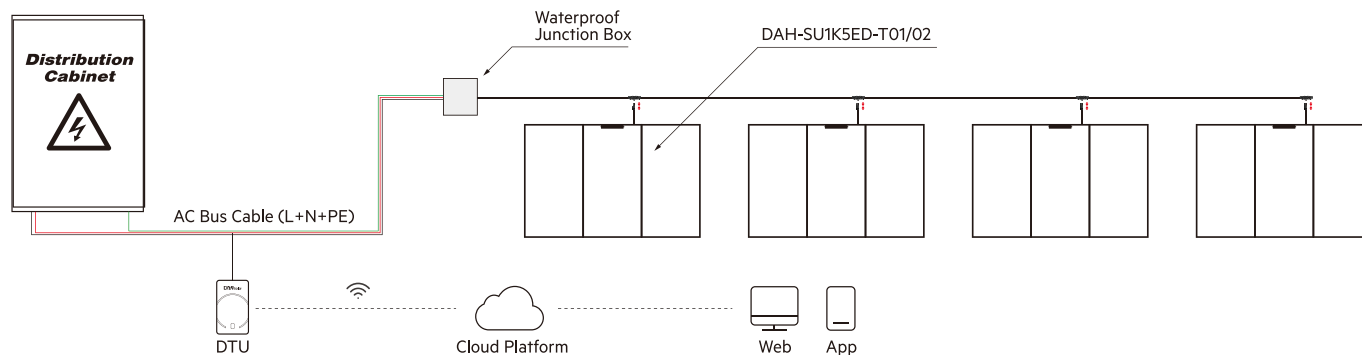 Waterproof
Junction Box
DAH-SU1K5ED-T01/02
Distribution
Cabinet
AC Bus Cable (L+N+PE)
DTU
Cloud Platform
Web
App